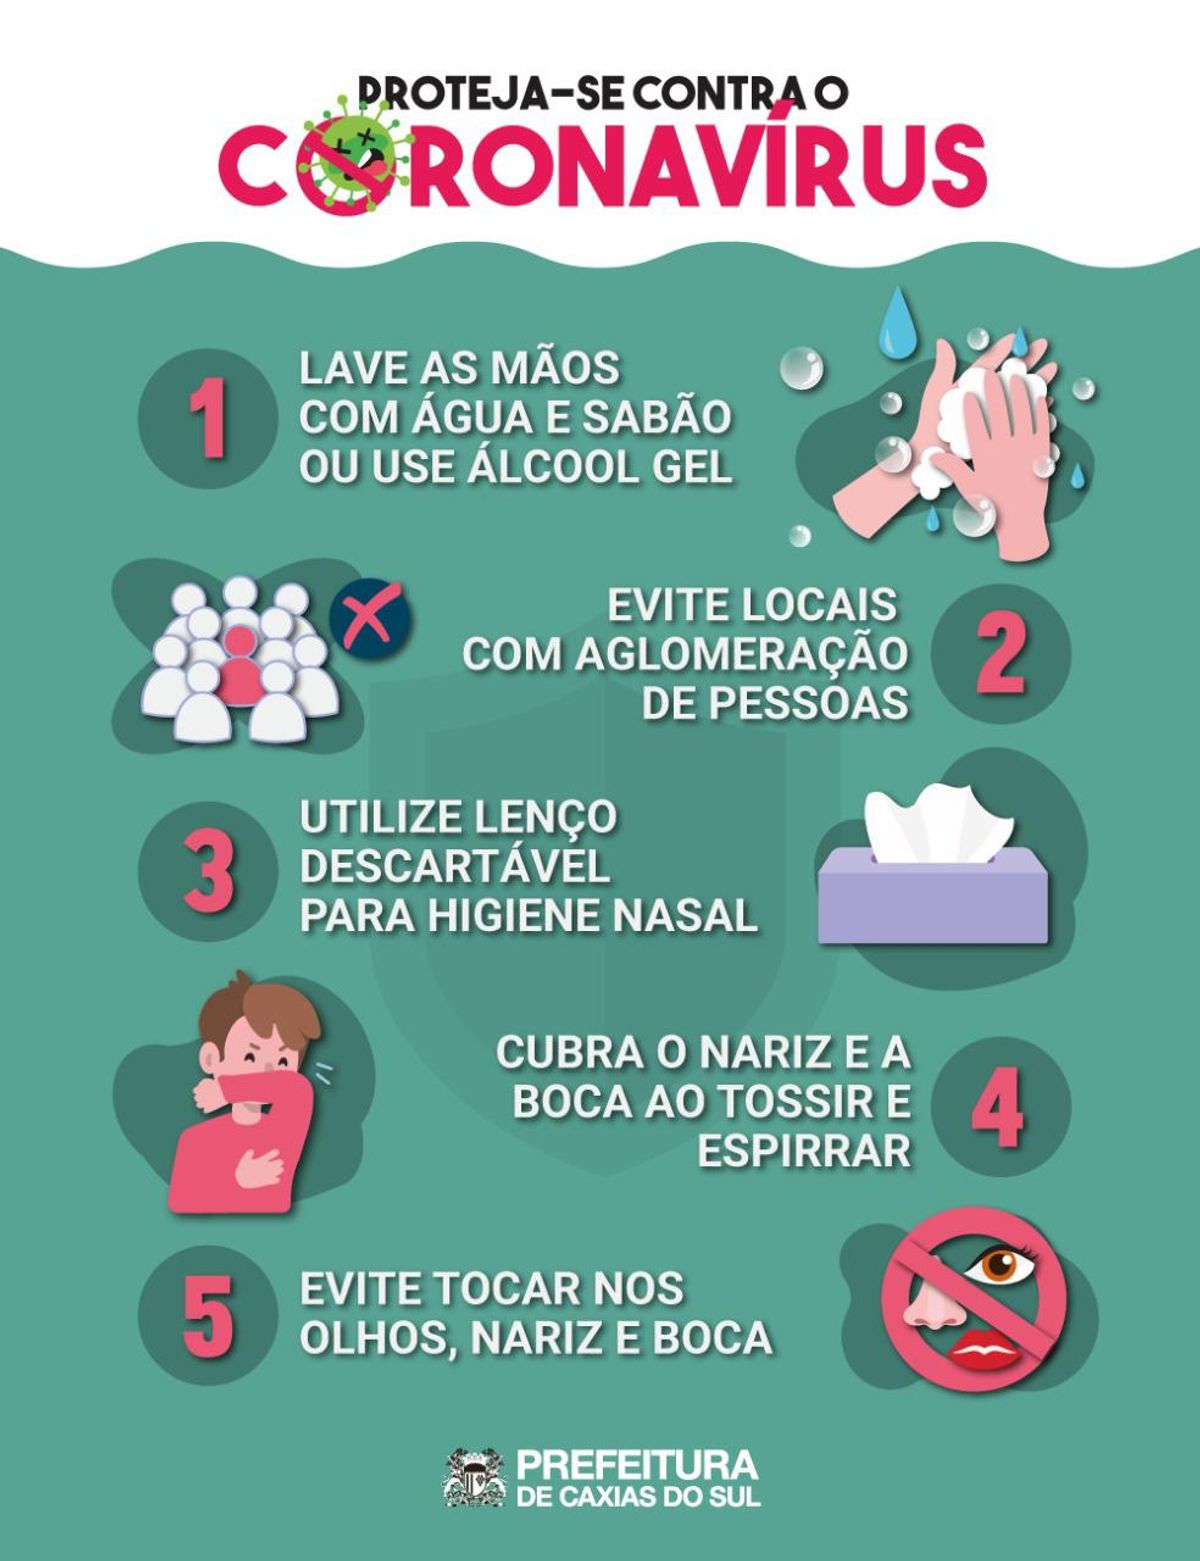 PROTEJA-SE CONTRA O
CORONAVÍRUS
1
LAVE AS MÃOS
COM ÁGUA E SABÃO
OU USE ÁLCOOL GEL
EVITE LOCAIS
COM AGLOMERAÇÃO
DE PESSOAS
2
3
UTILIZE LENÇO
DESCARTÁVEL
PARA HIGIENE NASAL
CUBRA O NARIZ E A
BOCA AO TOSSIR E
ESPIRRAR
4
5
EVITE TOCAR NOS
OLHOS, NARIZ E BOCA
PREFEITURA
DE CAXIAS DO SUL